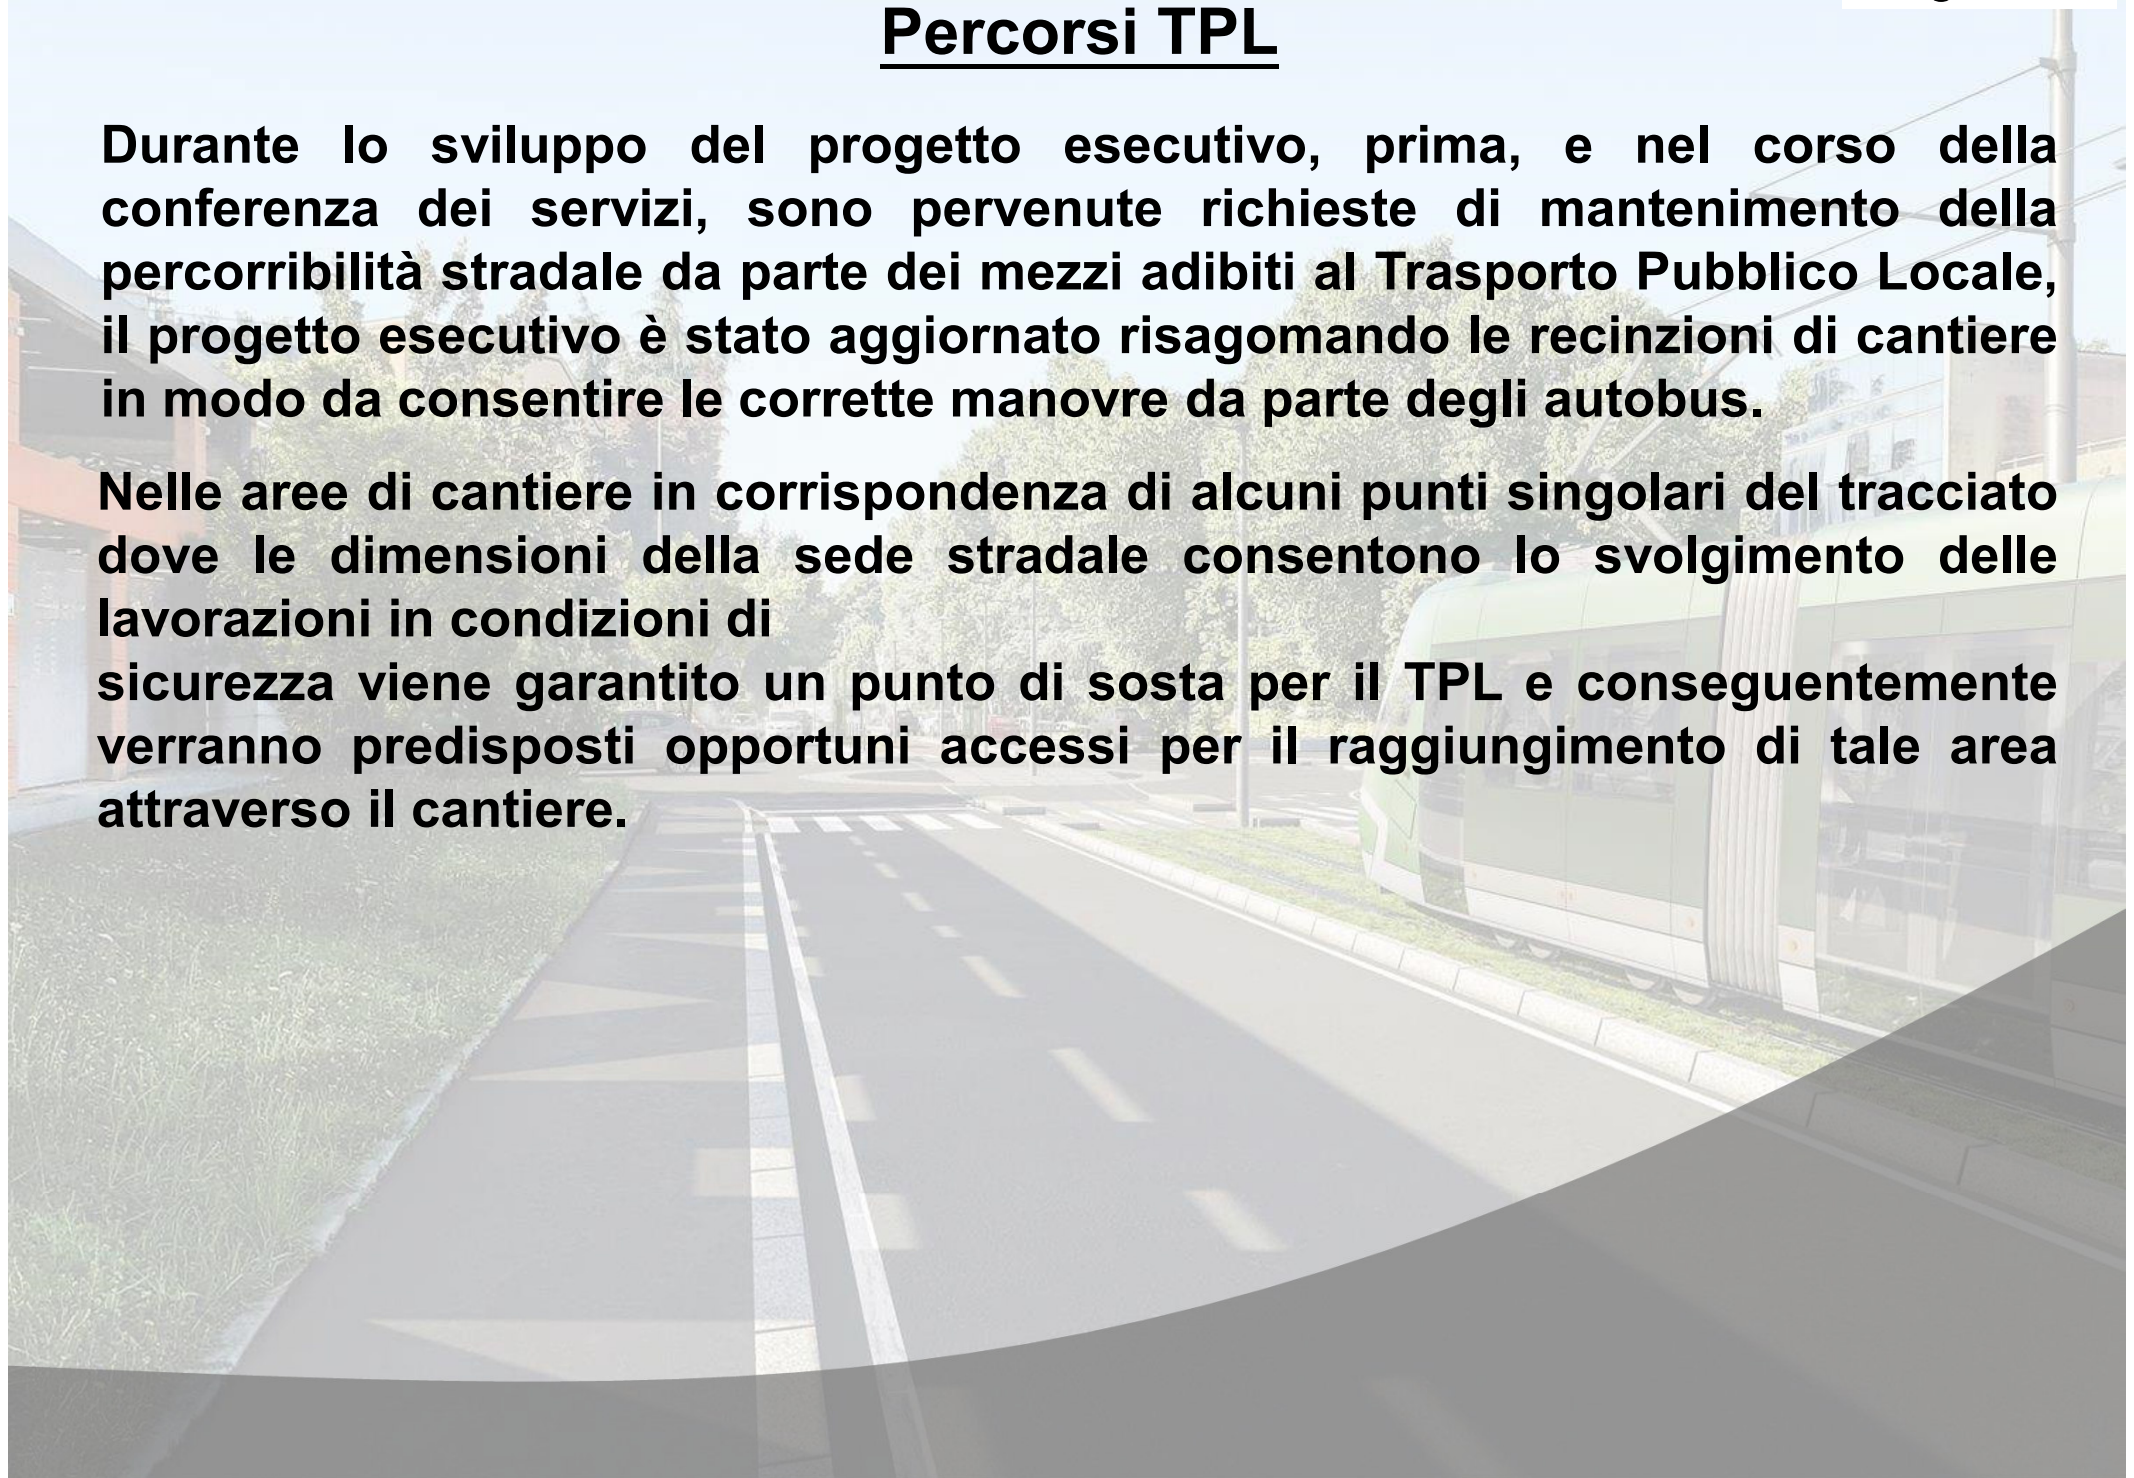 Percorsi TPL
Durante lo sviluppo del progetto esecutivo, prima, e nel corso della
conferenza dei servizi, sono pervenute richieste di mantenimento della
percorribilità stradale da parte dei mezzi adibiti al Trasporto Pubblico Locale,
il progetto esecutivo è stato aggiornato risagomando le recinzioni di cantiere
in modo da consentire le corrette manovre da parte degli autobus.
Nelle aree di cantiere in corrispondenza di alcuni punti singolari del tracciato
dove le dimensioni della sede stradale consentono lo svolgimento delle
lavorazioni in condizioni di
sicurezza viene garantito un punto di sosta per il TPL e conseguentemente
verranno predisposti opportuni accessi per il raggiungimento di tale area
attraverso il cantiere.